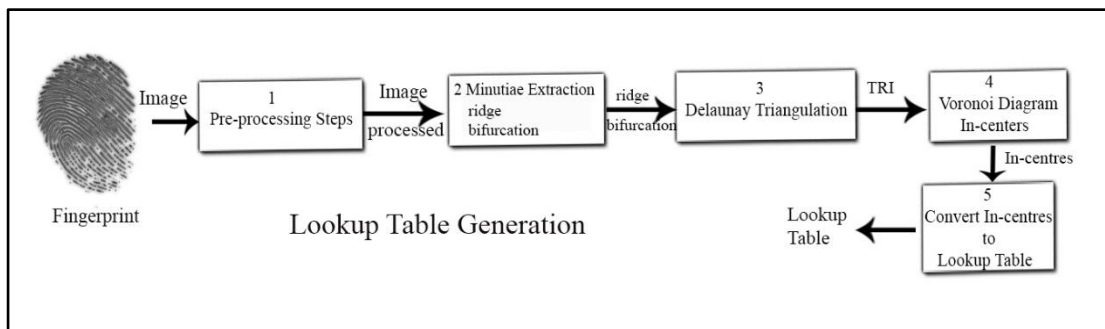 Fingerprint
Image
1
Pre-processing Steps
Image
processed
2 Minutiae Extraction
ridge
bifurcation
ridge
bifurcation
3
Delaunay Triangulation
TRI
4
Voronoi Diagram
In-centers
In-centres
5
Convert In-centres
to
Lookup Table
Lookup
Table
Lookup Table Generation